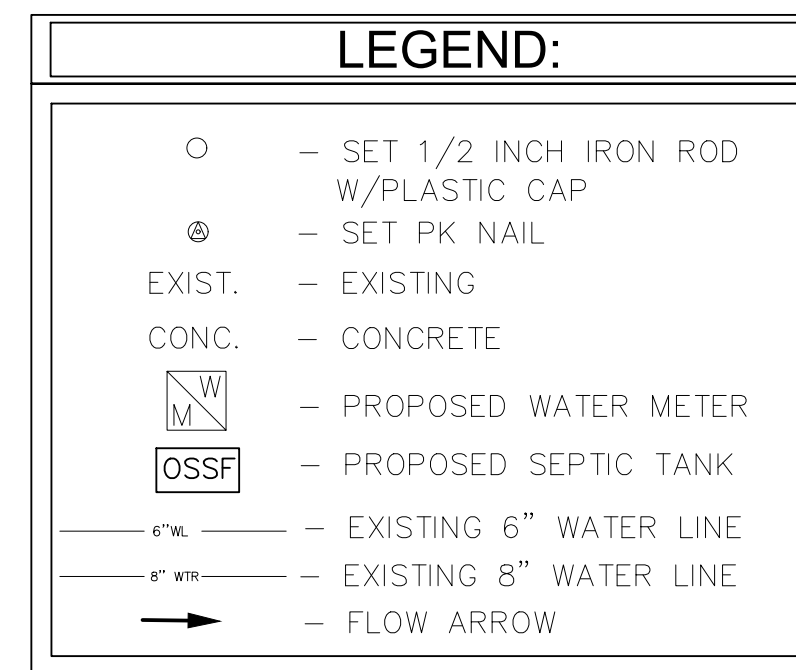 LEGEND:
○ – SET 1/2 INCH IRON ROD
W/PLASTIC CAP
– SET PK NAIL
EXIST. – EXISTING
CONC. – CONCRETE
W
M – PROPOSED WATER METER
OSSF – PROPOSED SEPTIC TANK
6"WL – EXISTING 6" WATER LINE
8" WTR – EXISTING 8" WATER LINE
– FLOW ARROW